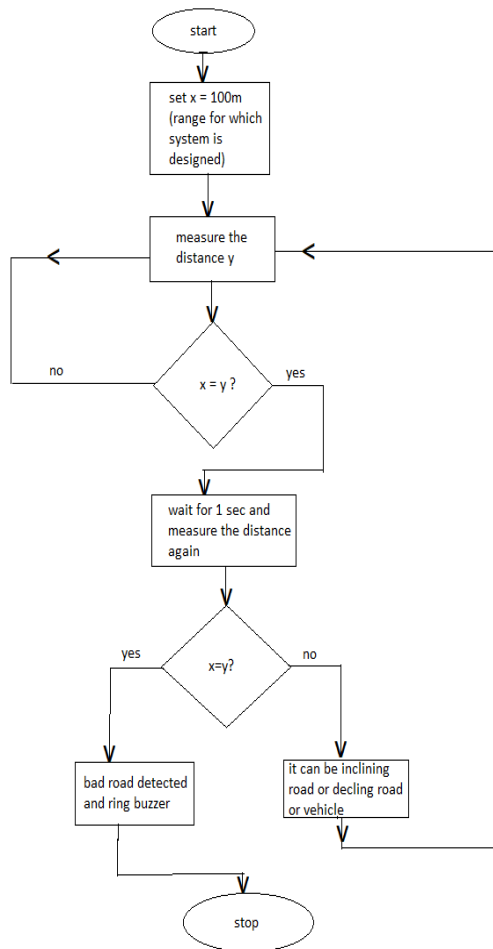 start
set x = 100m
(range for which
system is
designed)
measure the
distance y
no
x = y ?
yes
wait for 1 sec and
measure the distance
again
yes
x=y?
no
bad road detected
and ring buzzer
it can be inclining
road or decling road
or vehicle
stop